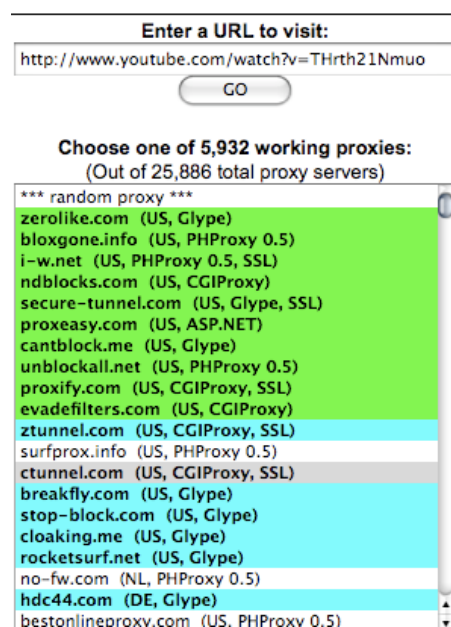 Enter a URL to visit:
http://www.youtube.com/watch?v=THrth21Nmuo
GO
Choose one of 5,932 working proxies:
(Out of 25,886 total proxy servers)
*** random proxy ***
zerolike.com (US, Glype)
bloxgone.info (US, PHProxy 0.5)
i-w.net (US, PHProxy 0.5, SSL)
ndblocks.com (US, CGIProxy)
secure-tunnel.com (US, Glype, SSL)
proxeasy.com (US, ASP.NET)
cantblock.me (US, Glype)
unblockall.net (US, PHProxy 0.5)
proxify.com (US, CGIProxy, SSL)
evadefilters.com (US, CGIProxy)
ztunnel.com (US, CGIProxy, SSL)
surfprox.info (US, PHProxy 0.5)
ctunnel.com (US, CGIProxy, SSL)
breakfly.com (US, Glype)
stop-block.com (US, Glype)
cloaking.me (US, Glype)
rocketsurf.net (US, Glype)
no-fw.com (NL, PHProxy 0.5)
hdc44.com (DE, Glype)
bestonlineproxy.com (US, PHProxy 0.5)